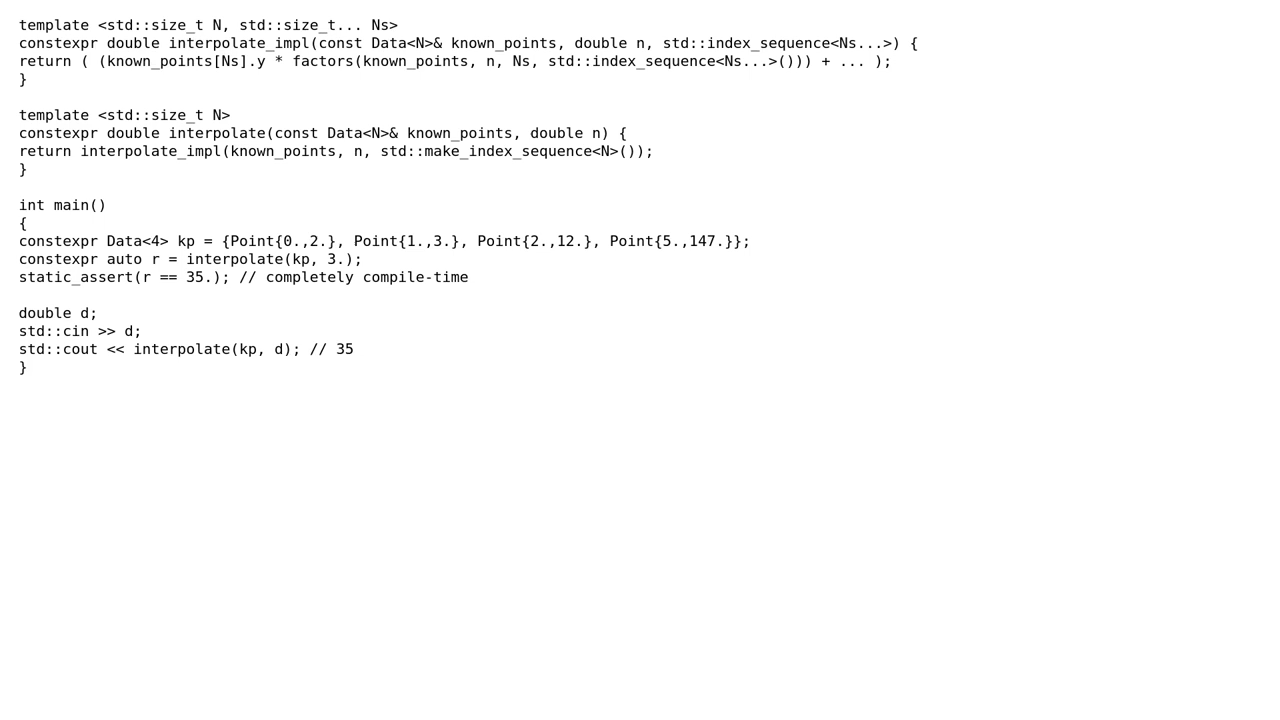 template <std::size_t N, std::size_t... Ns>
constexpr double interpolate_impl(const Data<N>& known_points, double n, std::index_sequence<Ns...>) {
return ( (known_points[Ns].y * factors(known_points, n, Ns, std::index_sequence<Ns...>())) + ... );
}

template <std::size_t N>
constexpr double interpolate(const Data<N>& known_points, double n) {
return interpolate_impl(known_points, n, std::make_index_sequence<N>());
}

int main()
{
constexpr Data<4> kp = {Point{0.,2.}, Point{1.,3.}, Point{2.,12.}, Point{5.,147.}};
constexpr auto r = interpolate(kp, 3.);
static_assert(r == 35.); // completely compile-time

double d;
std::cin >> d;
std::cout << interpolate(kp, d); // 35
}